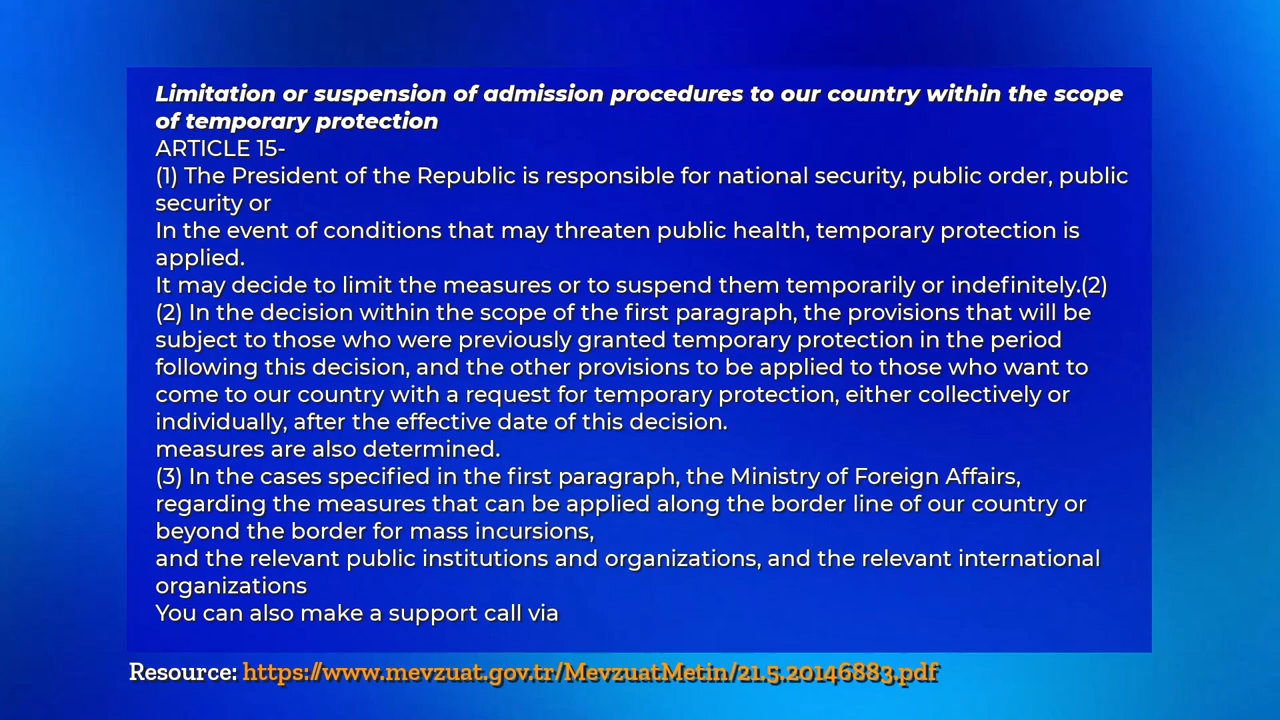 Limitation or suspension of admission procedures to our country within the scope
of temporary protection
ARTICLE 15-
(1) The President of the Republic is responsible for national security, public order, public
security or
In the event of conditions that may threaten public health, temporary protection is
applied.
It may decide to limit the measures or to suspend them temporarily or indefinitely.(2)
(2) In the decision within the scope of the first paragraph, the provisions that will be
subject to those who were previously granted temporary protection in the period
following this decision, and the other provisions to be applied to those who want to
come to our country with a request for temporary protection, either collectively or
individually, after the effective date of this decision.
measures are also determined.
(3) In the cases specified in the first paragraph, the Ministry of Foreign Affairs,
regarding the measures that can be applied along the border line of our country or
beyond the border for mass incursions,
and the relevant public institutions and organizations, and the relevant international
organizations
You can also make a support call via
Resource: https://www.mevzuat.gov.tr/MevzuatMetin/21.5.20146883.pdf